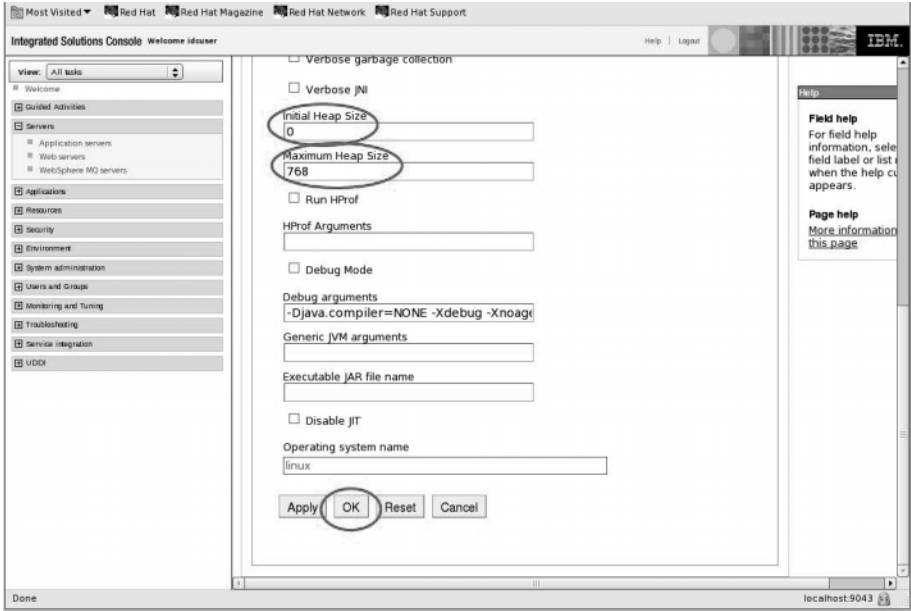 Most Visited Red Hat Red Hat Magazine Red Hat Network Red Hat Support
Integrated Solutions Console Welcome idcuser
Help | Logout
IBM.
View: All tasks
Welcome
Guided Activities
Servers
Application servers
Web servers
WebSphere MQ servers
Applications
Resources
Security
Environment
System administration
Users and Groups
Monitoring and Tuning
Troubleshooting
Service integration
UDDI
Verbose garbage collection
Verbose JNI
Initial Heap Size
0
Maximum Heap Size
768
Run HProf
HProf Arguments
Debug Mode
Debug arguments
-Djava.compiler=NONE -Xdebug -Xnoage
Generic JVM arguments
Executable JAR file name
Disable JIT
Operating system name
linux
Apply OK Reset Cancel
Help
Field help
For field help
information, sele
field label or list
when the help cu
appears.
Page help
More information
this page
Done
localhost:9043